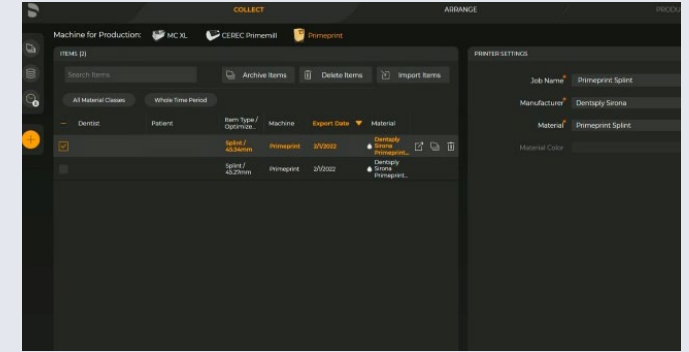 COLLECT
ARRANGE
PRODU
Machine for Production: MC XL CEREC Primemill Primeprint
ITEMS (2)
PRINTER SETTINGS
Search Items
Archive Items
Delete Items
Import Items
Job Name* Primeprint Splint
All Material Classes
Whole Time Period
Manufacturer* Dentsply Sirona
— Dentist Patient Item Type / Optimize... Machine Export Date Material
Material* Primeprint Splint
Material Color
Splint / Primeprint 2/1/2022 Dentsply Sirona Primeprint...
Splint / 45.27mm Primeprint 2/1/2022 Dentsply Sirona Primeprint...